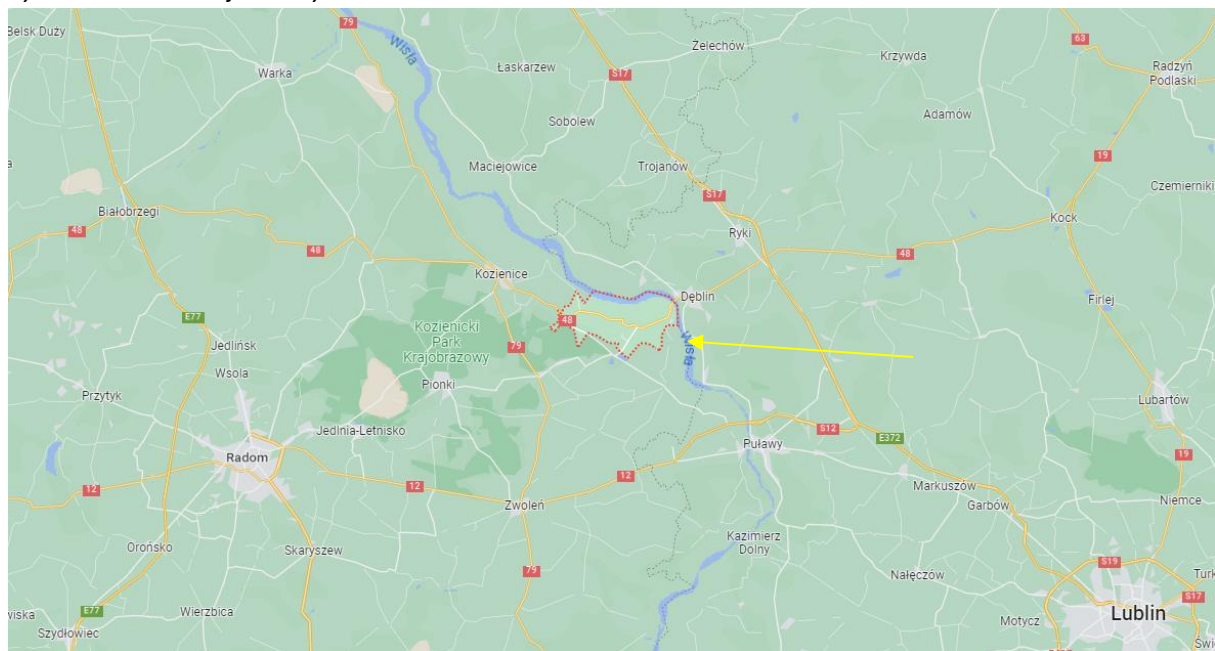 Belsk Duży
79
Wisła
Żelechów
Krzywda
63
Radzyń
Podlaski
Warka
Łaskarzew
S17
Sobolew
Adamów
19
Maciejowice
Trojanów
S17
Czemierniki
Białobrzegi
48
Kock
Ryki
48
48
Kozienice
Dęblin
Firlej
E77
48
Kozienicki
Park
Krajobrazowy
79
Wisła
Jedlińsk
Wsola
Pionki
Przytyk
Lubartów
Jedlnia-Letnisko
S12
E372
Puławy
Radom
19
12
12
12
Markuszów
Garbów
Niemce
Zwoleń
Orońsko
Skaryszew
Kazimierz
Dolny
79
S19
Nałęczów
Turk
E77
Wierzbica
S17
Lublin
Motycz
Szydłowiec